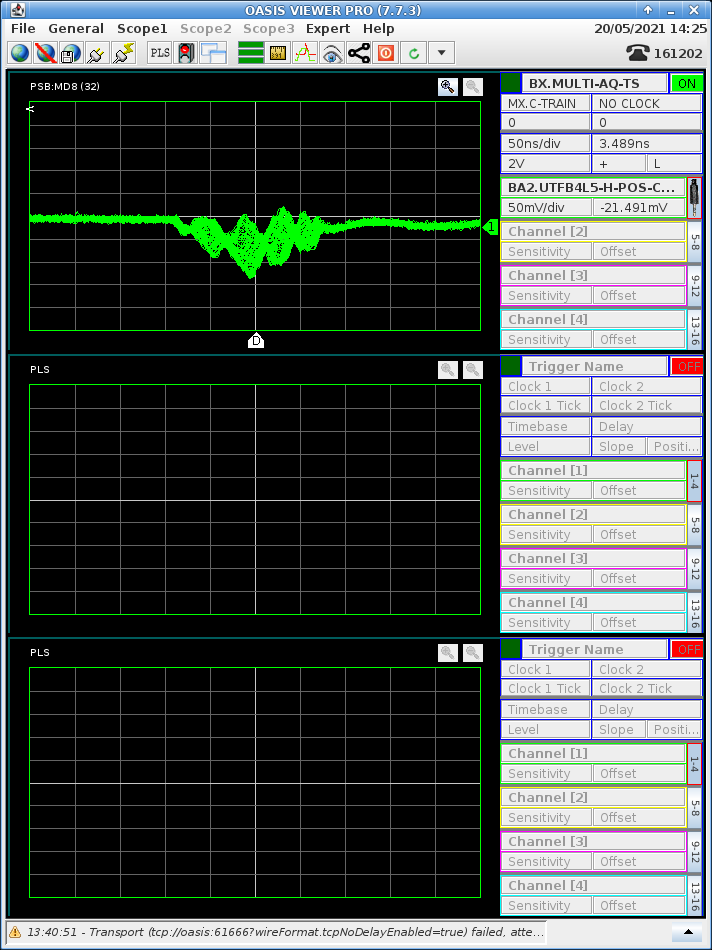 OASIS VIEWER PRO (7.7.3)
File General Scope1 Scope2 Scope3 Expert Help 20/05/2021 14:25
PLS 161202
PSB:MD8 (32)
D
1
BX.MULTI-AQ-TS ON
MX.C-TRAIN NO CLOCK
0 0
50ns/div 3.489ns
2V + L
BA2.UTFB4L5-H-POS-C...
50mV/div -21.491mV
Channel [2] 5-8
Sensitivity Offset
Channel [3] 9-12
Sensitivity Offset
Channel [4] 13-16
Sensitivity Offset
PLS
Trigger Name OFF
Clock 1 Clock 2
Clock 1 Tick Clock 2 Tick
Timebase Delay
Level Slope Positi...
Channel [1] 1-4
Sensitivity Offset
Channel [2] 5-8
Sensitivity Offset
Channel [3] 9-12
Sensitivity Offset
Channel [4] 13-16
Sensitivity Offset
PLS
Trigger Name OFF
Clock 1 Clock 2
Clock 1 Tick Clock 2 Tick
Timebase Delay
Level Slope Positi...
Channel [1] 1-4
Sensitivity Offset
Channel [2] 5-8
Sensitivity Offset
Channel [3] 9-12
Sensitivity Offset
Channel [4] 13-16
Sensitivity Offset
13:40:51 - Transport (tcp://oasis:61666?wireFormat.tcpNoDelayEnabled=true) failed, atte...